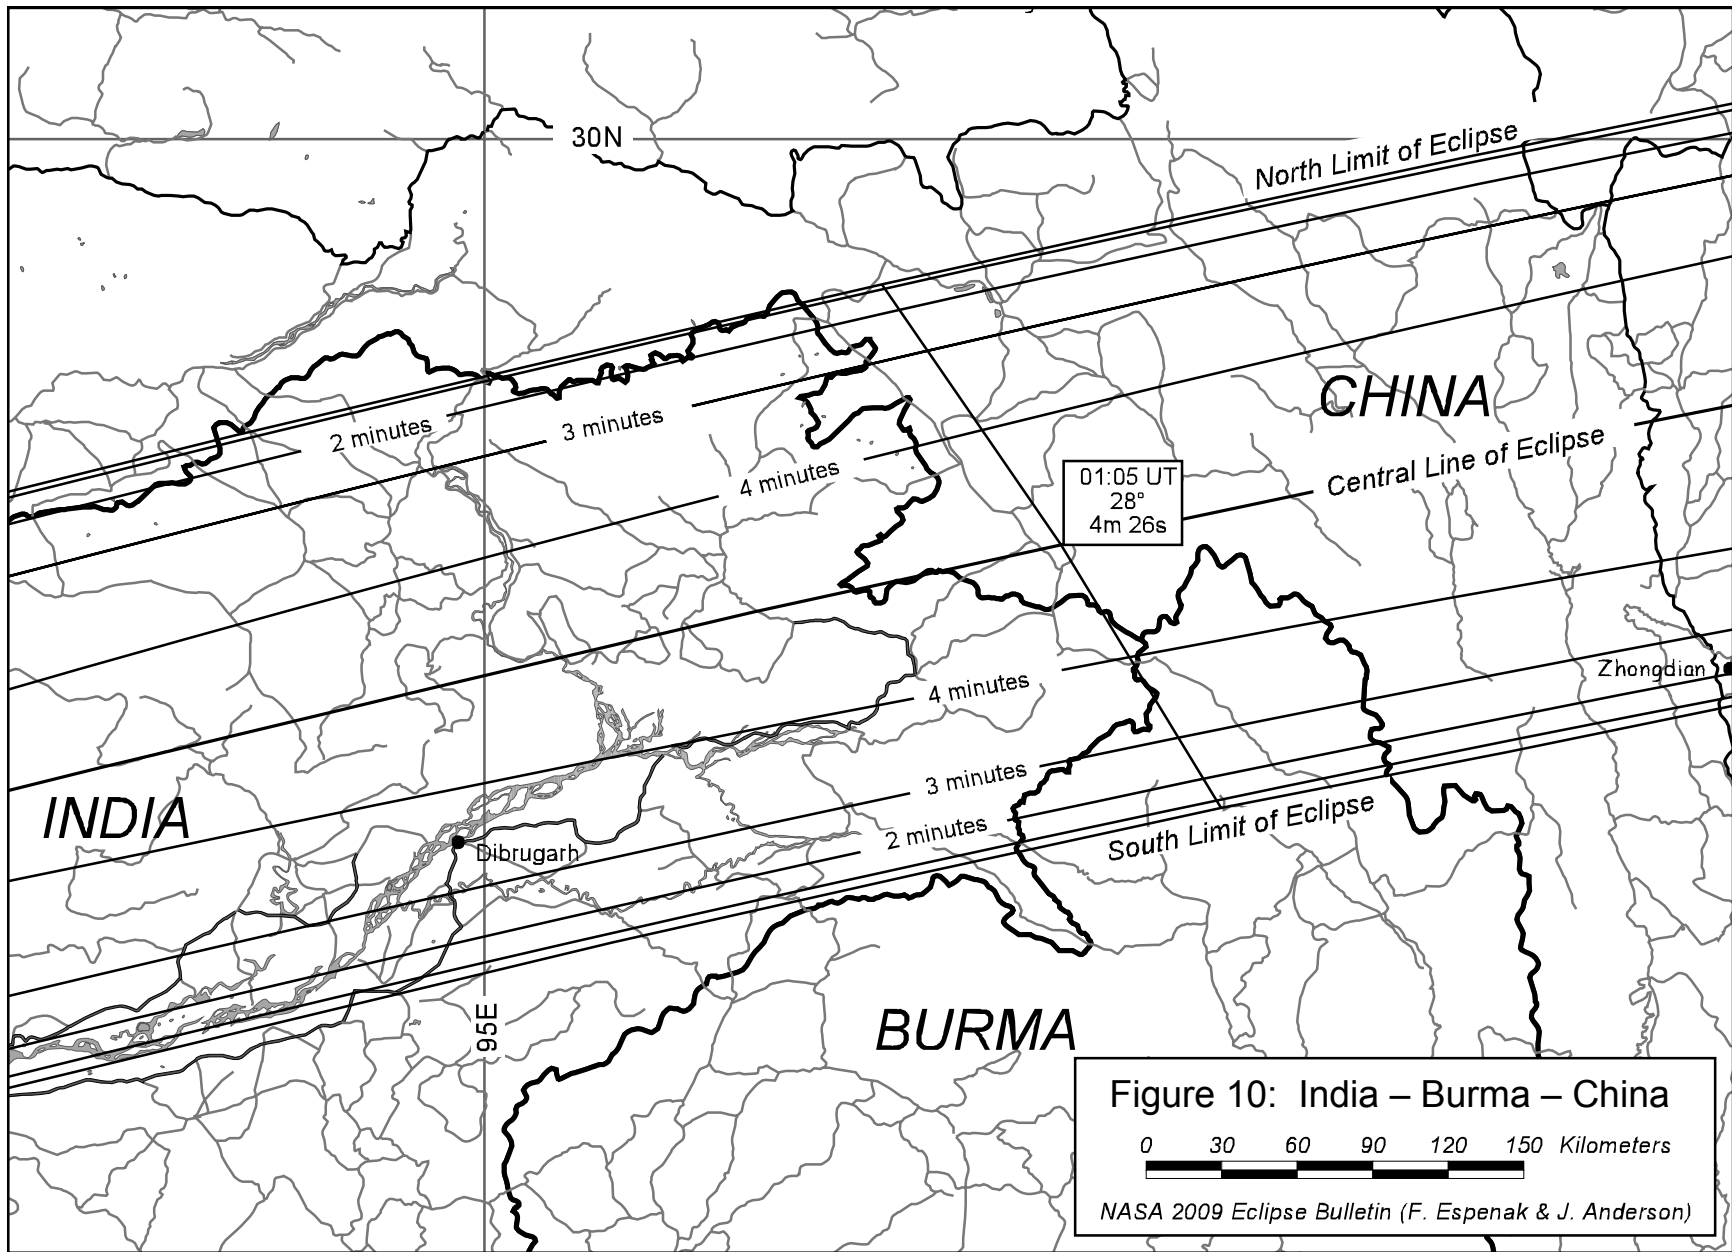 30N
North Limit of Eclipse
CHINA
2 minutes
3 minutes
4 minutes
Central Line of Eclipse
01:05 UT
28°
4m 26s
Zhongdian
4 minutes
3 minutes
2 minutes
South Limit of Eclipse
INDIA
Dibrugarh
95E
BURMA
Figure 10: India – Burma – China
0 30 60 90 120 150 Kilometers
NASA 2009 Eclipse Bulletin (F. Espenak & J. Anderson)